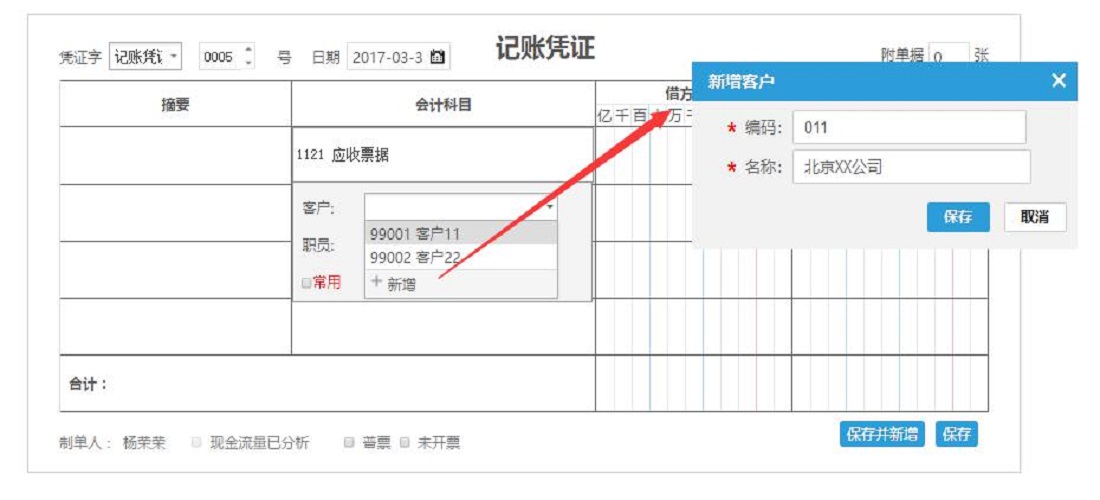 记账凭证
凭证字 记账凭证 0005 号 日期 2017-03-3 附单据 0 张
摘要 会计科目 借方
亿千百十万千
1121 应收票据
客户:
99001 客户11
职员:
99002 客户22
常用 + 新增
新增客户 ×
* 编码: 011
* 名称: 北京XX公司
保存 取消
合计:
制单人: 杨荣荣 现金流量已分析 普票 未开票 保存并新增 保存